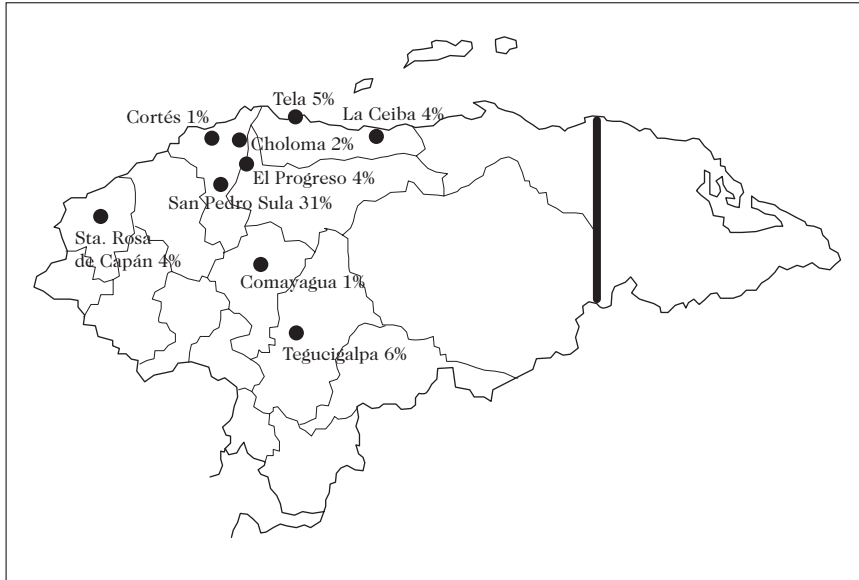 Tela 5%
La Ceiba 4%
Cortés 1%
Choloma 2%
El Progreso 4%
San Pedro Sula 31%
Sta. Rosa
de Capán 4%
Comayagua 1%
Tegucigalpa 6%